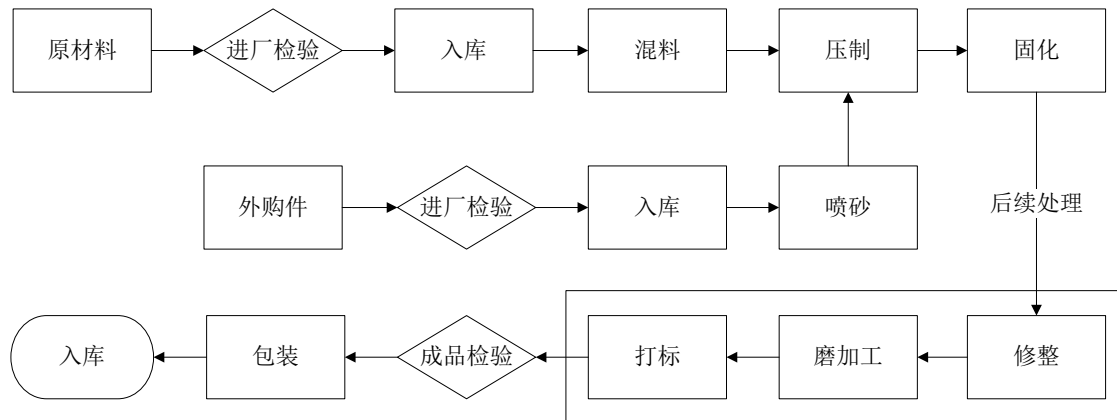 原材料
进厂检验
入库
混料
压制
固化
外购件
进厂检验
入库
喷砂
后续处理
入库
包装
成品检验
打标
磨加工
修整